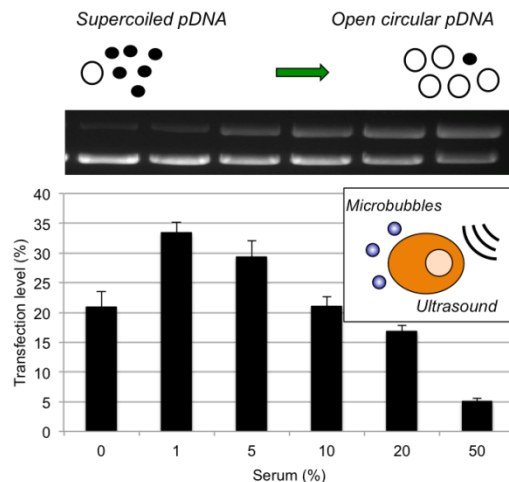 Supercoiled pDNA Open circular pDNA
40
35
30
25
20
15
10
5
0
Transfection level (%)
Microbubbles
Ultrasound
0 1 5 10 20 50
Serum (%)